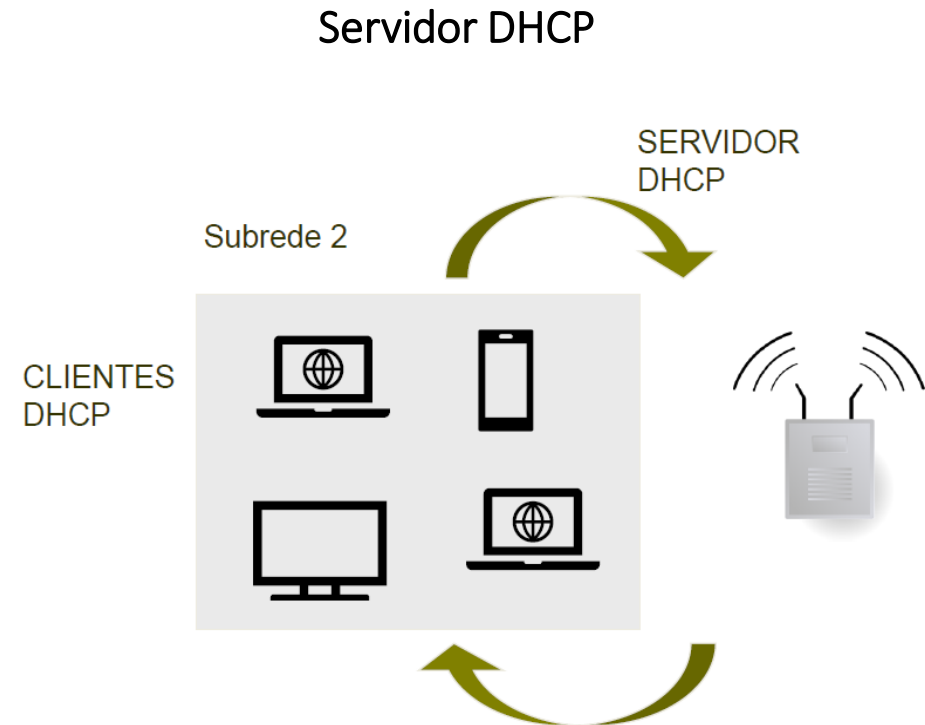 Servidor DHCP
SERVIDOR
DHCP
Subrede 2
CLIENTES
DHCP